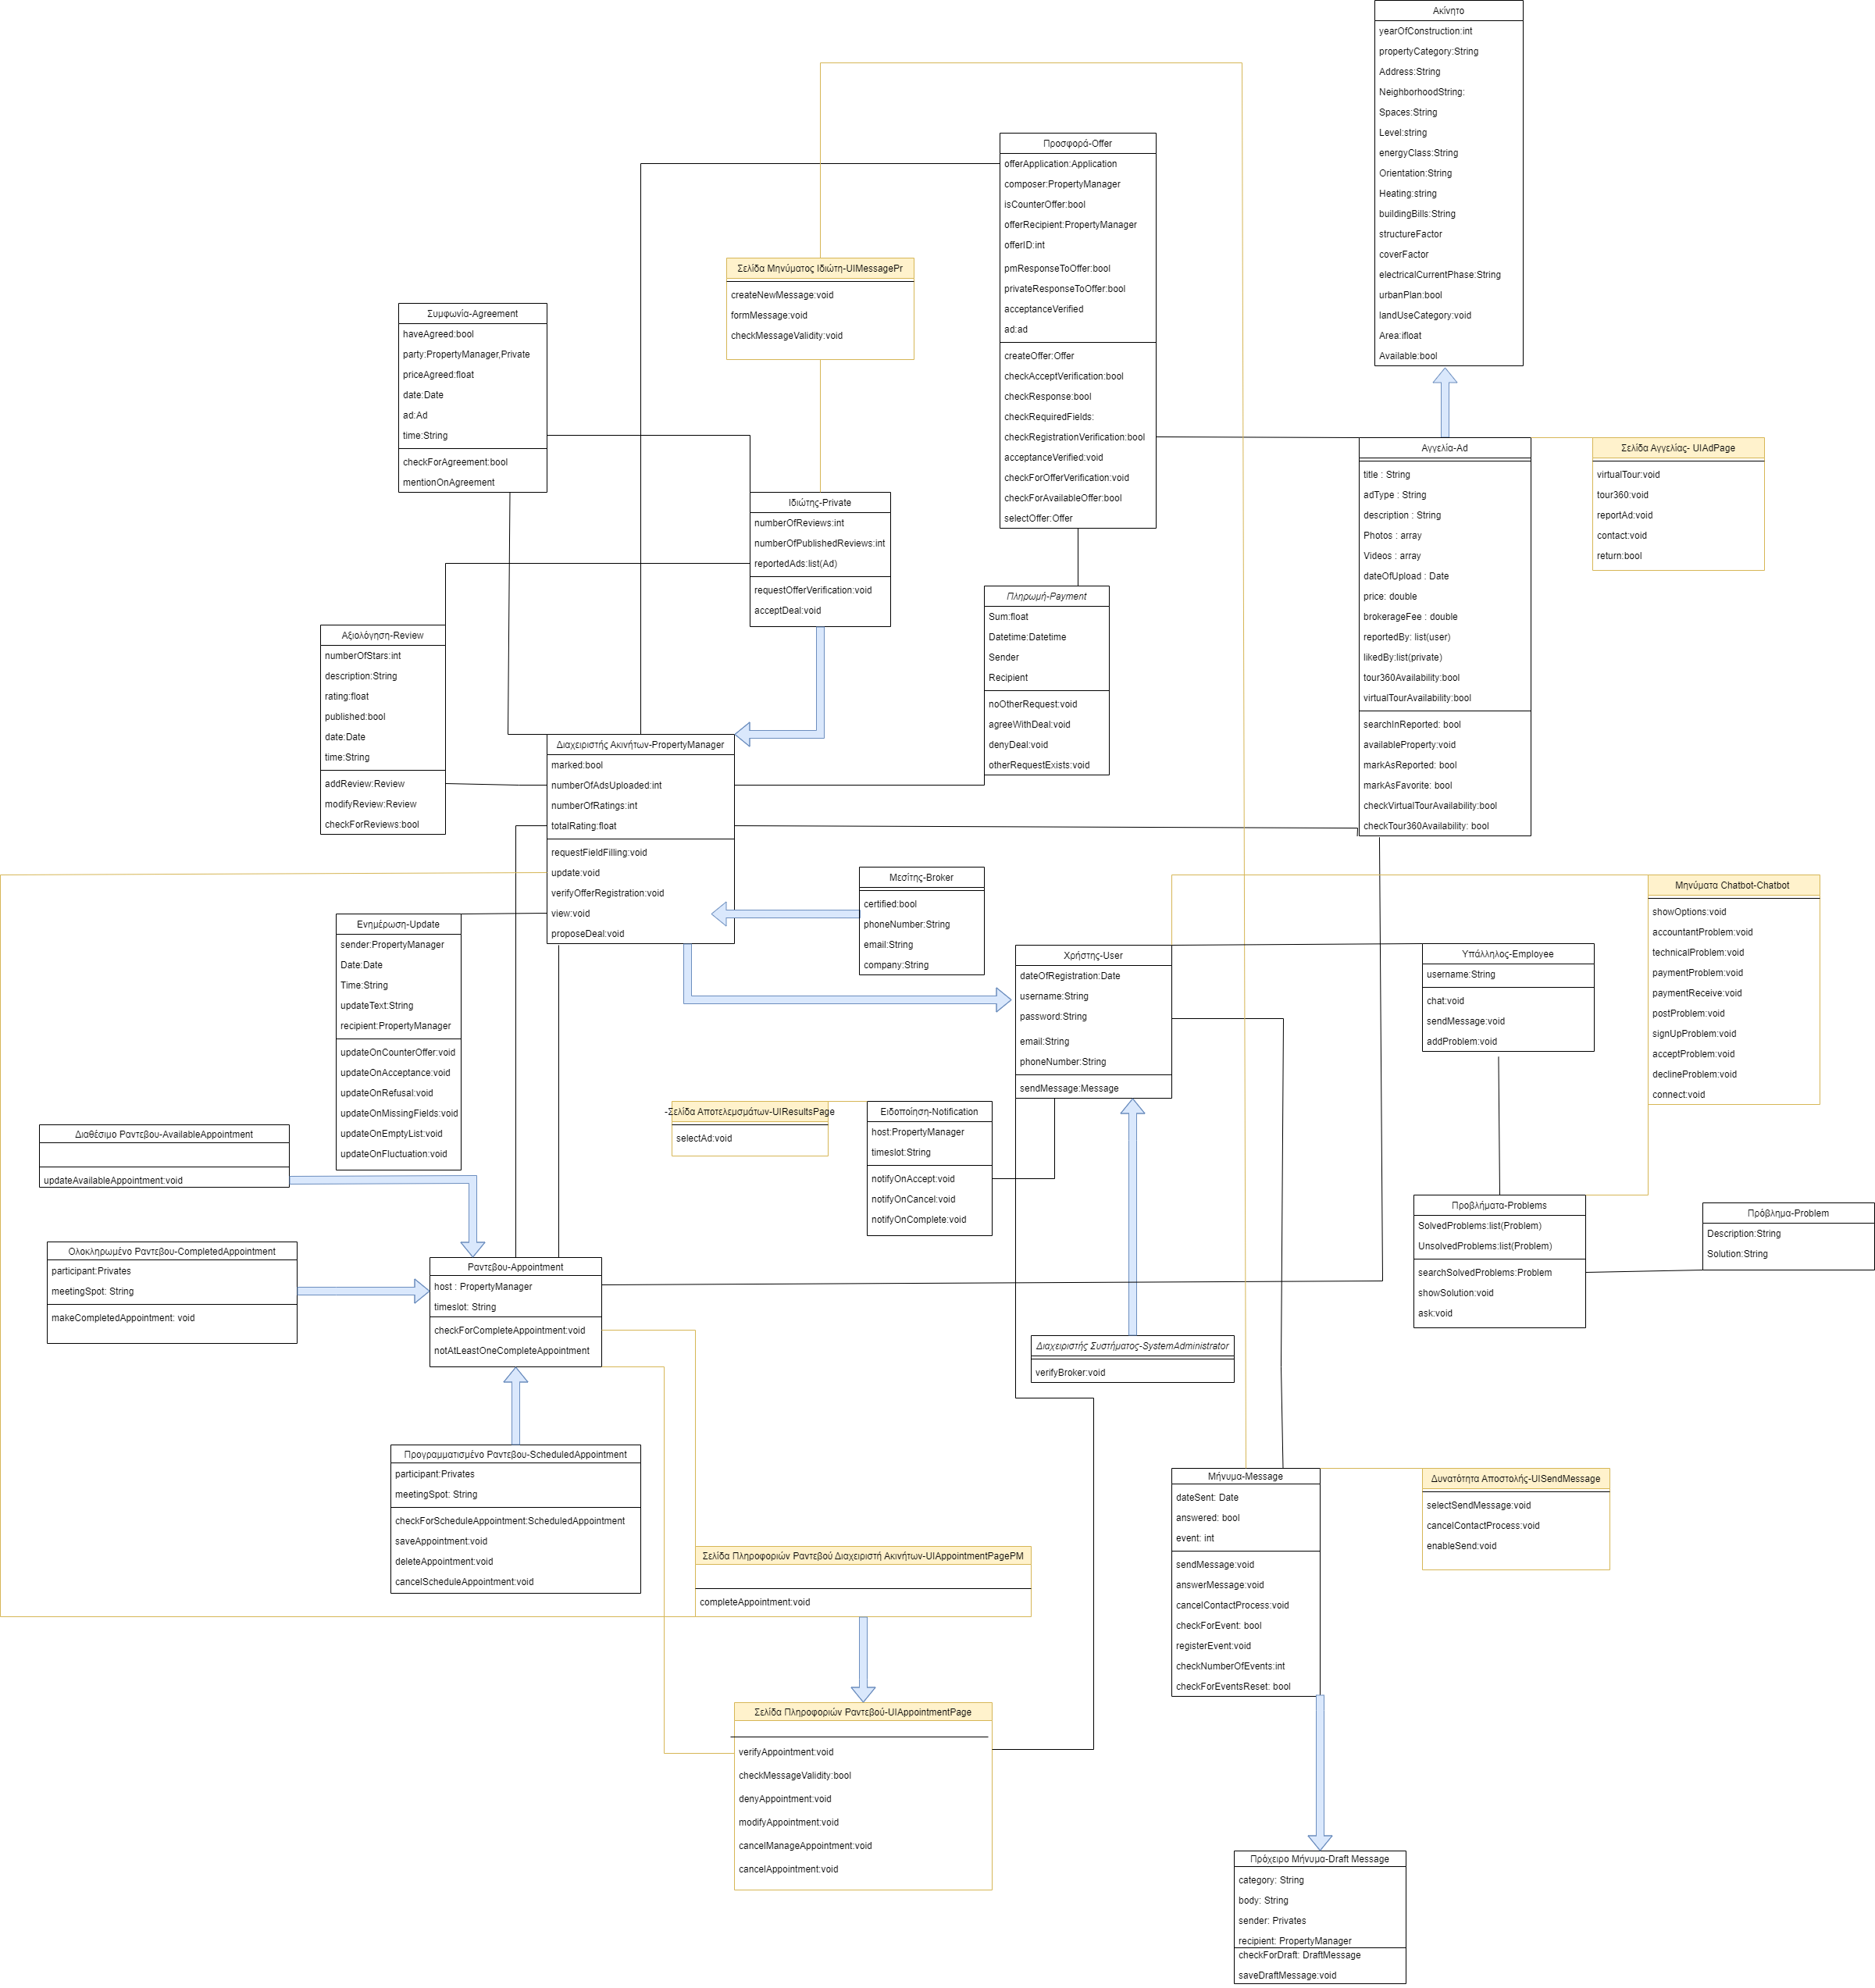 Ακίνητο
yearOfConstruction:int
propertyCategory:String
Address:String
NeighborhoodString:
Spaces:String
Level:string
energyClass:String
Orientation:String
Heating:string
buildingBills:String
structureFactor
coverFactor
electricalCurrentPhase:String
urbanPlan:bool
landUseCategory:void
Area:ifloat
Available:bool
Προσφορά-Offer
offerApplication:Application
composer:PropertyManager
isCounterOffer:bool
offerRecipient:PropertyManager
offerID:int
pmResponseToOffer:bool
privateResponseToOffer:bool
acceptanceVerified
ad:ad
createOffer:Offer
checkAcceptVerification:bool
checkResponse:bool
checkRequiredFields:
checkRegistrationVerification:bool
acceptanceVerified:void
checkForOfferVerification:void
checkForAvailableOffer:bool
selectOffer:Offer
Σελίδα Μηνύματος Ιδιώτη-UIMessagePr
createNewMessage:void
formMessage:void
checkMessageValidity:void
Συμφωνία-Agreement
haveAgreed:bool
party:PropertyManager,Private
priceAgreed:float
date:Date
ad:Ad
time:String
checkForAgreement:bool
mentionOnAgreement
Αγγελία-Ad
title : String
adType : String
description : String
Photos : array
Videos : array
dateOfUpload : Date
price: double
brokerageFee : double
reportedBy: list(user)
likedBy:list(private)
tour360Availability:bool
virtualTourAvailability:bool
searchInReported: bool
availableProperty:void
markAsReported: bool
markAsFavorite: bool
checkVirtualTourAvailability:bool
checkTour360Availability: bool
Σελίδα Αγγελίας- UIAdPage
virtualTour:void
tour360:void
reportAd:void
contact:void
return:bool
Ιδιώτης-Private
numberOfReviews:int
numberOfPublishedReviews:int
reportedAds:list(Ad)
requestOfferVerification:void
acceptDeal:void
Πληρωμή-Payment
Sum:float
Datetime:Datetime
Sender
Recipient
noOtherRequest:void
agreeWithDeal:void
denyDeal:void
otherRequestExists:void
Αξιολόγηση-Review
numberOfStars:int
description:String
rating:float
published:bool
date:Date
time:String
addReview:Review
modifyReview:Review
checkForReviews:bool
Διαχειριστής Ακινήτων-PropertyManager
marked:bool
numberOfAdsUploaded:int
numberOfRatings:int
totalRating:float
requestFieldFilling:void
update:void
verifyOfferRegistration:void
view:void
proposeDeal:void
Μεσίτης-Broker
certified:bool
phoneNumber:String
email:String
company:String
Μηνύματα Chatbot-Chatbot
showOptions:void
accountantProblem:void
technicalProblem:void
paymentProblem:void
paymentReceive:void
postProblem:void
signUpProblem:void
acceptProblem:void
declineProblem:void
connect:void
Ενημέρωση-Update
sender:PropertyManager
Date:Date
Time:String
updateText:String
recipient:PropertyManager
updateOnCounterOffer:void
updateOnAcceptance:void
updateOnRefusal:void
updateOnMissingFields:void
updateOnEmptyList:void
updateOnFluctuation:void
Χρήστης-User
dateOfRegistration:Date
username:String
password:String
email:String
phoneNumber:String
sendMessage:Message
Υπάλληλος-Employee
username:String
chat:void
sendMessage:void
addProblem:void
-Σελίδα Αποτελεμσμάτων-UIResultsPage
selectAd:void
Ειδοποίηση-Notification
host:PropertyManager
timeslot:String
notifyOnAccept:void
notifyOnCancel:void
notifyOnComplete:void
Διαθέσιμο Ραντεβου-AvailableAppointment
updateAvailableAppointment:void
Προβλήματα-Problems
SolvedProblems:list(Problem)
UnsolvedProblems:list(Problem)
searchSolvedProblems:Problem
showSolution:void
ask:void
Πρόβλημα-Problem
Description:String
Solution:String
Ολοκληρωμένο Ραντεβου-CompletedAppointment
participant:Privates
meetingSpot: String
makeCompletedAppointment: void
Ραντεβου-Appointment
host : PropertyManager
timeslot: String
checkForCompleteAppointment:void
notAtLeastOneCompleteAppointment
Διαχειριστής Συστήματος-SystemAdministrator
verifyBroker:void
Προγραμματισμένο Ραντεβου-ScheduledAppointment
participant:Privates
meetingSpot: String
checkForScheduleAppointment:ScheduledAppointment
saveAppointment:void
deleteAppointment:void
cancelScheduleAppointment:void
Μήνυμα-Message
dateSent: Date
answered: bool
event: int
sendMessage:void
answerMessage:void
cancelContactProcess:void
checkForEvent: bool
registerEvent:void
checkNumberOfEvents:int
checkForEventsReset: bool
Δυνατότητα Αποστολής-UISendMessage
selectSendMessage:void
cancelContactProcess:void
enableSend:void
Σελίδα Πληροφοριών Ραντεβού Διαχειριστή Ακινήτων-UIAppointmentPagePM
completeAppointment:void
Σελίδα Πληροφοριών Ραντεβού-UIAppointmentPage
verifyAppointment:void
checkMessageValidity:bool
denyAppointment:void
modifyAppointment:void
cancelManageAppointment:void
cancelAppointment:void
Πρόχειρο Μήνυμα-Draft Message
category: String
body: String
sender: Privates
recipient: PropertyManager
checkForDraft: DraftMessage
saveDraftMessage:void